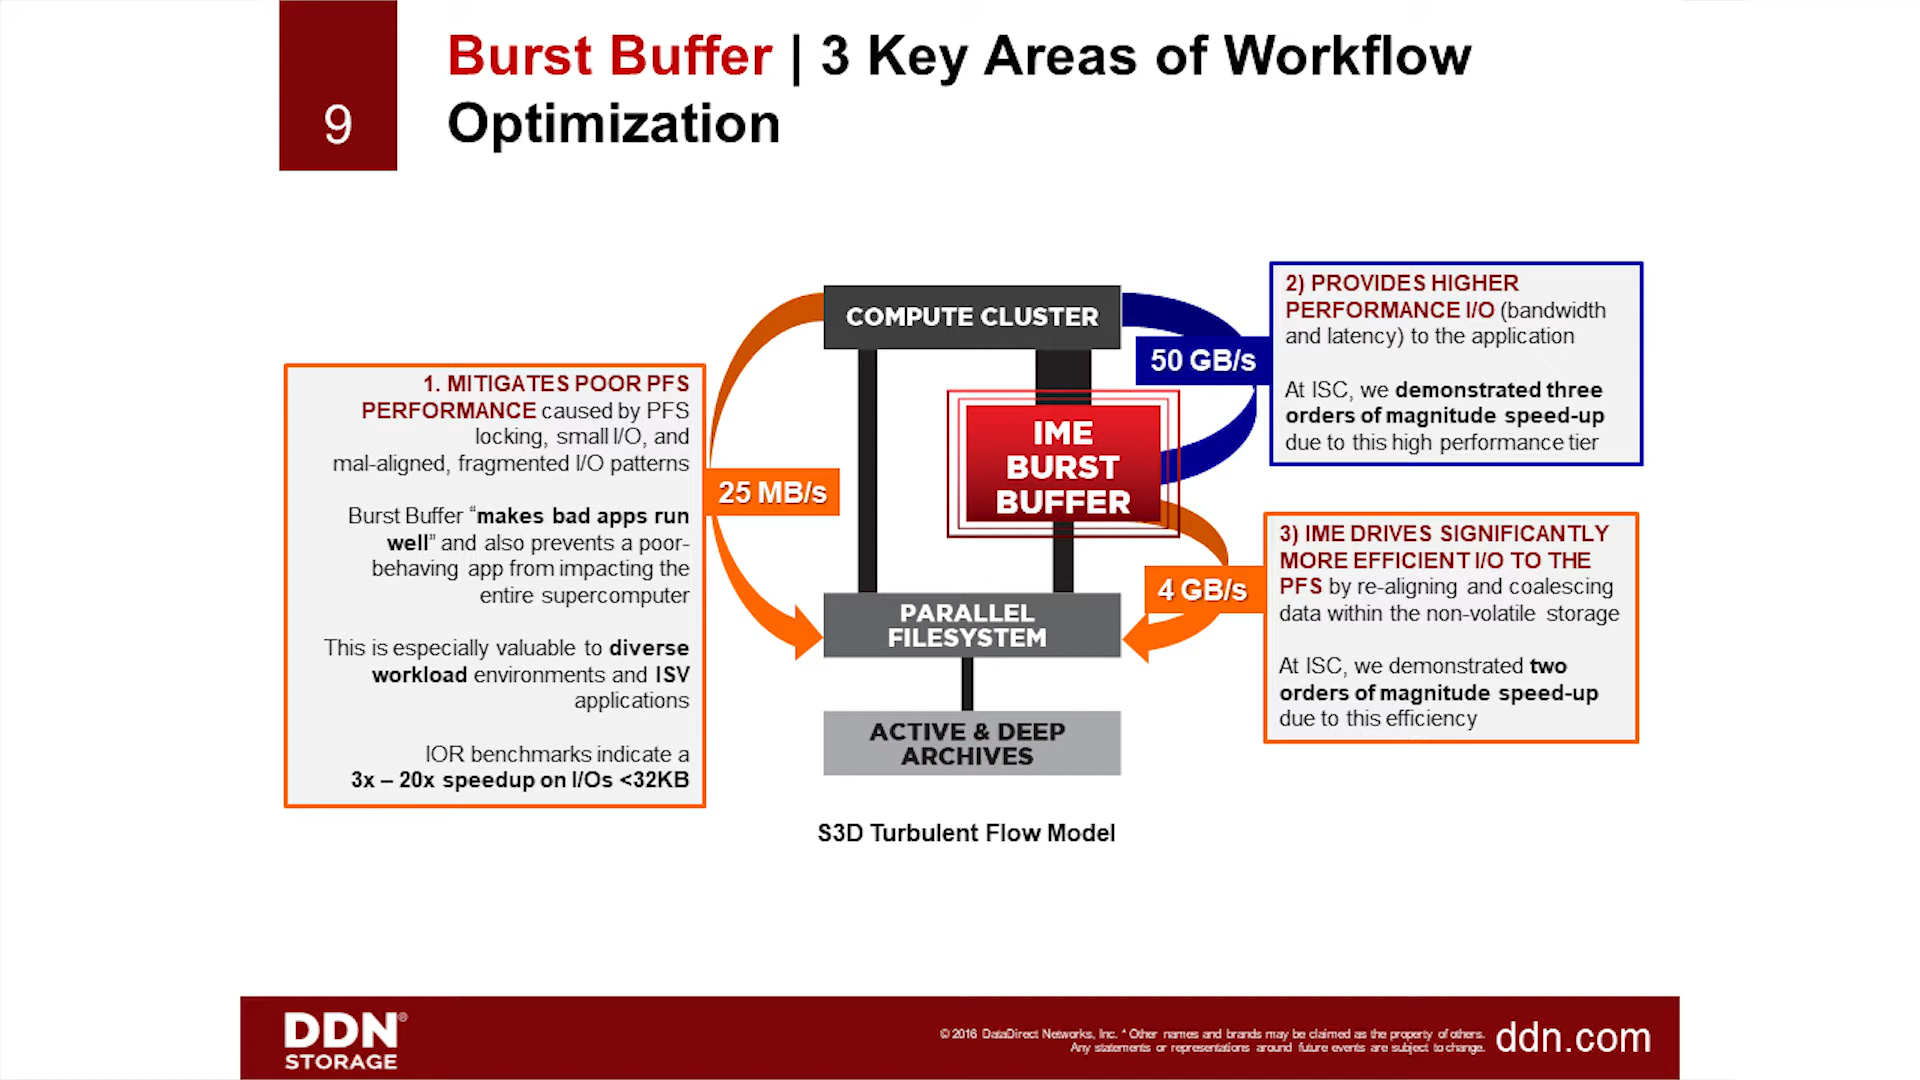 9
Burst Buffer | 3 Key Areas of Workflow
Optimization
1. MITIGATES POOR PFS
PERFORMANCE caused by PFS
locking, small I/O, and
mal-aligned, fragmented I/O patterns
Burst Buffer “makes bad apps run
well” and also prevents a poor-
behaving app from impacting the
entire supercomputer
This is especially valuable to diverse
workload environments and ISV
applications
IOR benchmarks indicate a
3x – 20x speedup on I/Os <32KB
25 MB/s
COMPUTE CLUSTER
IME
BURST
BUFFER
PARALLEL
FILESYSTEM
ACTIVE & DEEP
ARCHIVES
S3D Turbulent Flow Model
50 GB/s
2) PROVIDES HIGHER
PERFORMANCE I/O (bandwidth
and latency) to the application
At ISC, we demonstrated three
orders of magnitude speed-up
due to this high performance tier
4 GB/s
3) IME DRIVES SIGNIFICANTLY
MORE EFFICIENT I/O TO THE
PFS by re-aligning and coalescing
data within the non-volatile storage
At ISC, we demonstrated two
orders of magnitude speed-up
due to this efficiency
DDN®
STORAGE
© 2016 DataDirect Networks, Inc. * Other names and brands may be claimed as the property of others.
Any statements or representations around future events are subject to change.
ddn.com